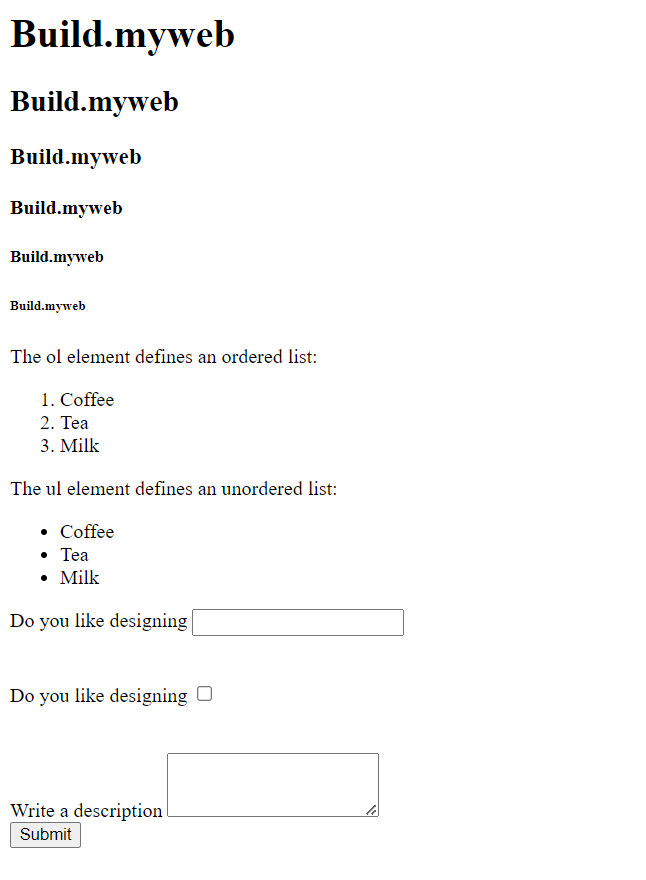 Build.myweb
Build.myweb
Build.myweb
Build.myweb
Build.myweb
Build.myweb
The ol element defines an ordered list:
1. Coffee
2. Tea
3. Milk
The ul element defines an unordered list:
• Coffee
• Tea
• Milk
Do you like designing
Do you like designing
Write a description
Submit